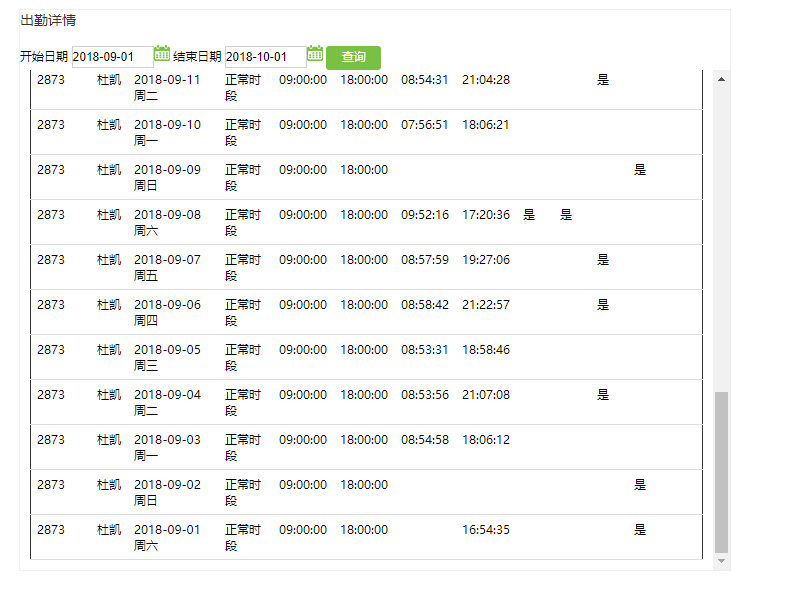 出勤详情
开始日期 2018-09-01 结束日期 2018-10-01 查询
2873 杜凯 2018-09-11 正常时 09:00:00 18:00:00 08:54:31 21:04:28 是
周二 段
2873 杜凯 2018-09-10 正常时 09:00:00 18:00:00 07:56:51 18:06:21
周一 段
2873 杜凯 2018-09-09 正常时 09:00:00 18:00:00 是
周日 段
2873 杜凯 2018-09-08 正常时 09:00:00 18:00:00 09:52:16 17:20:36 是 是
周六 段
2873 杜凯 2018-09-07 正常时 09:00:00 18:00:00 08:57:59 19:27:06 是
周五 段
2873 杜凯 2018-09-06 正常时 09:00:00 18:00:00 08:58:42 21:22:57 是
周四 段
2873 杜凯 2018-09-05 正常时 09:00:00 18:00:00 08:53:31 18:58:46
周三 段
2873 杜凯 2018-09-04 正常时 09:00:00 18:00:00 08:53:56 21:07:08 是
周二 段
2873 杜凯 2018-09-03 正常时 09:00:00 18:00:00 08:54:58 18:06:12
周一 段
2873 杜凯 2018-09-02 正常时 09:00:00 18:00:00 是
周日 段
2873 杜凯 2018-09-01 正常时 09:00:00 18:00:00 16:54:35 是
周六 段